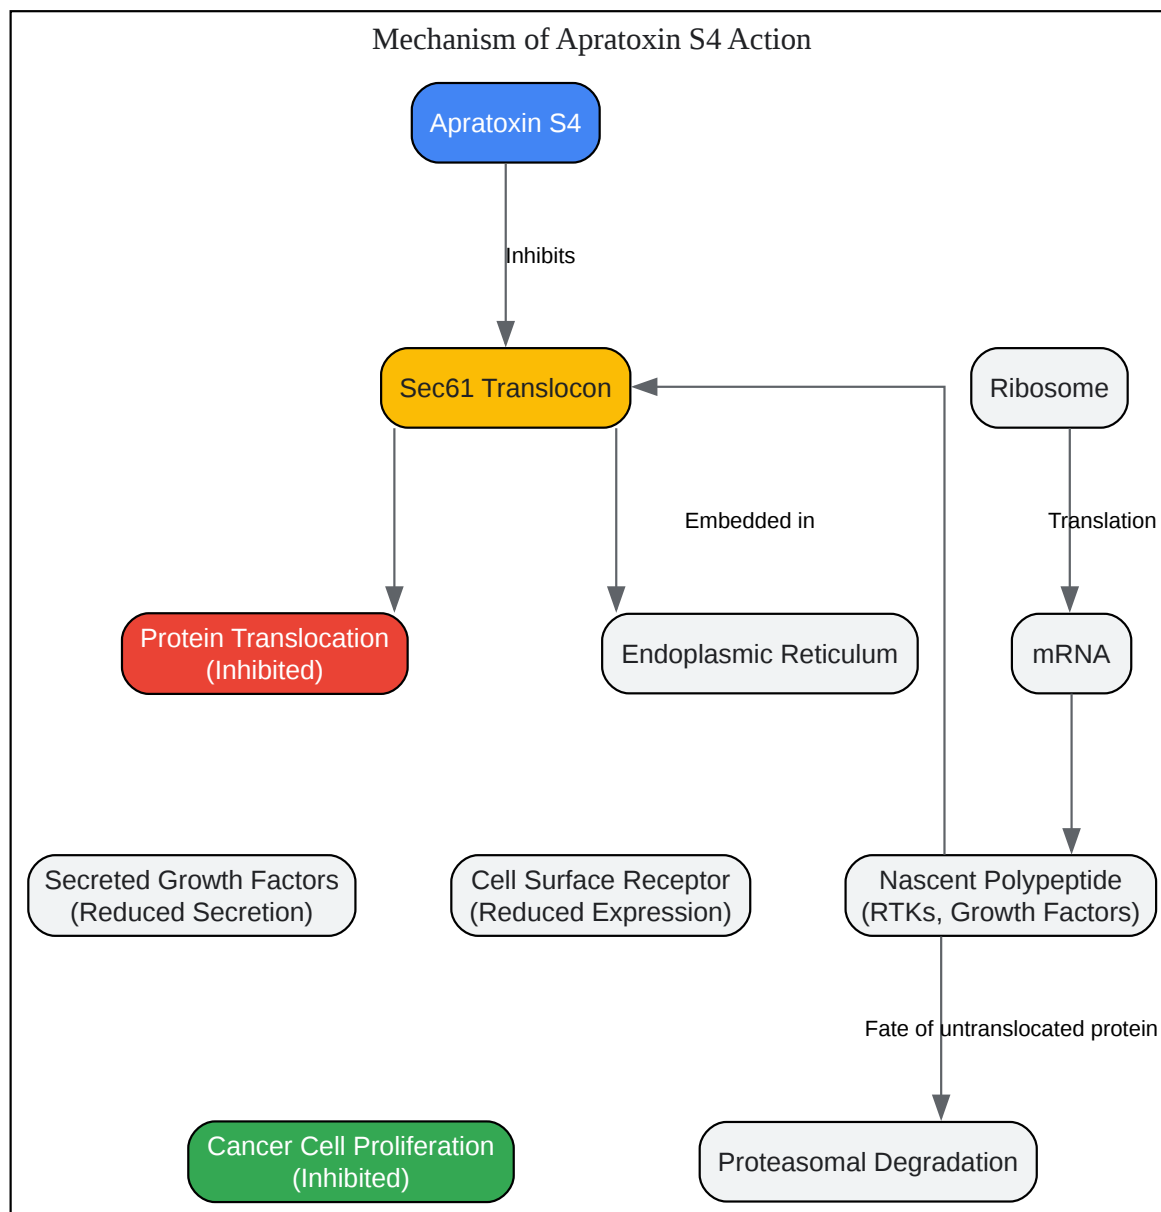 Mechanism of Apratoxin S4 Action
Apratoxin S4
Inhibits
Sec61 Translocon
Ribosome
Embedded in
Translation
Protein Translocation
(Inhibited)
Endoplasmic Reticulum
mRNA
Secreted Growth Factors
(Reduced Secretion)
Cell Surface Receptor
(Reduced Expression)
Nascent Polypeptide
(RTKs, Growth Factors)
Fate of untranslocated protein
Cancer Cell Proliferation
(Inhibited)
Proteasomal Degradation